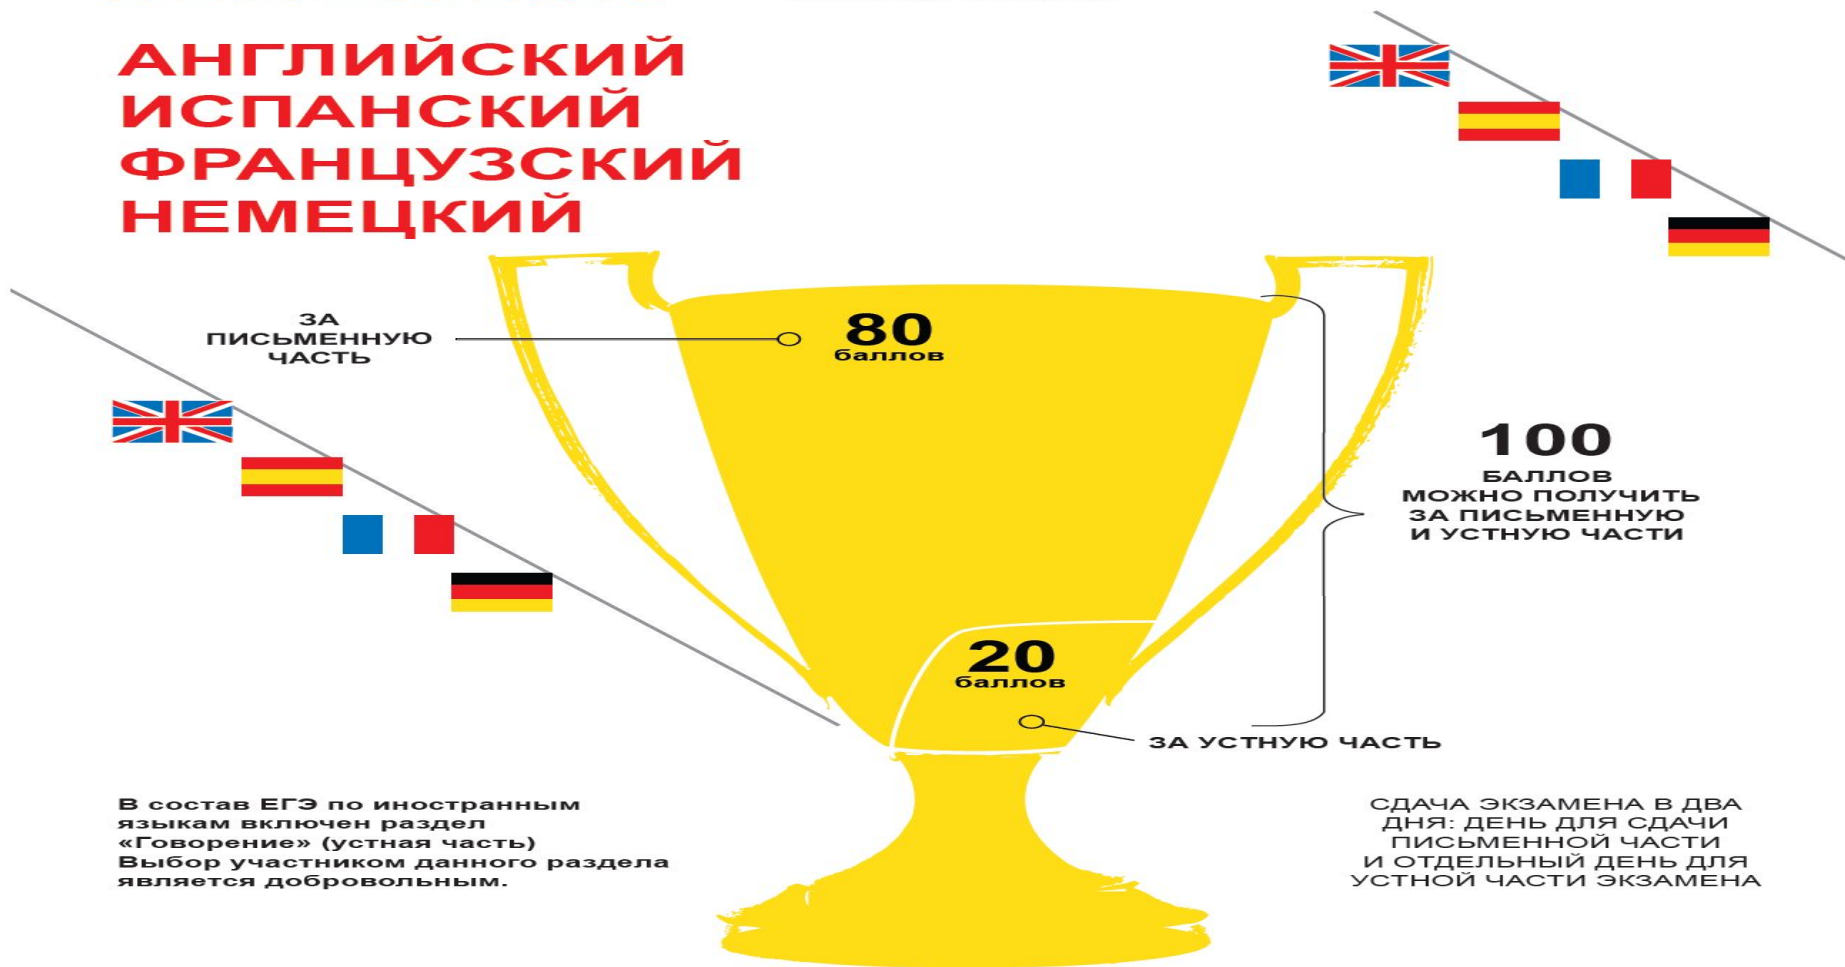 АНГЛИЙСКИЙ
ИСПАНСКИЙ
ФРАНЦУЗСКИЙ
НЕМЕЦКИЙ
ЗА
ПИСЬМЕННУЮ
ЧАСТЬ
80
баллов
100
БАЛЛОВ
МОЖНО ПОЛУЧИТЬ
ЗА ПИСЬМЕННУЮ
И УСТНУЮ ЧАСТИ
20
баллов
ЗА УСТНУЮ ЧАСТЬ
В состав ЕГЭ по иностранным
языкам включен раздел
«Говорение» (устная часть)
Выбор участником данного раздела
является добровольным.
СДАЧА ЭКЗАМЕНА В ДВА
ДНЯ: ДЕНЬ ДЛЯ СДАЧИ
ПИСЬМЕННОЙ ЧАСТИ
И ОТДЕЛЬНЫЙ ДЕНЬ ДЛЯ
УСТНОЙ ЧАСТИ ЭКЗАМЕНА